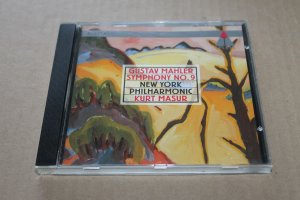 GUSTAV MAHLER
SYMPHONY NO. 9
NEW YORK
PHILHARMONIC
KURT MASUR